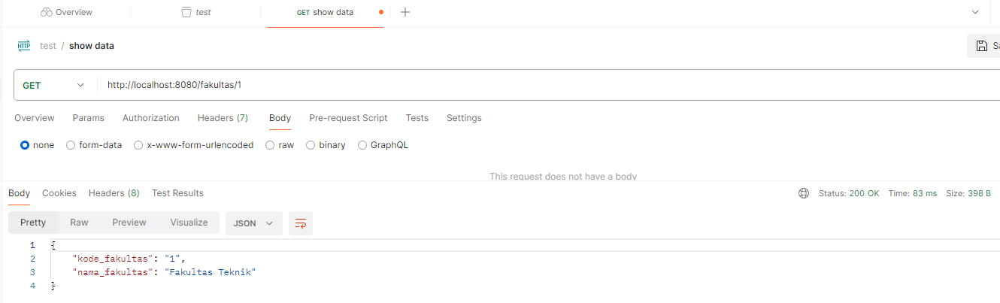 Overview test GET show data
HTTP test / show data Sa
GET http://localhost:8080/fakultas/1
Overview Params Authorization Headers (7) Body Pre-request Script Tests Settings
none form-data x-www-form-urlencoded raw binary GraphQL
This request does not have a body
Body Cookies Headers (8) Test Results Status: 200 OK Time: 83 ms Size: 398 B
Pretty Raw Preview Visualize JSON
1 {
2 "kode_fakultas": "1",
3 "nama_fakultas": "Fakultas Teknik"
4 }